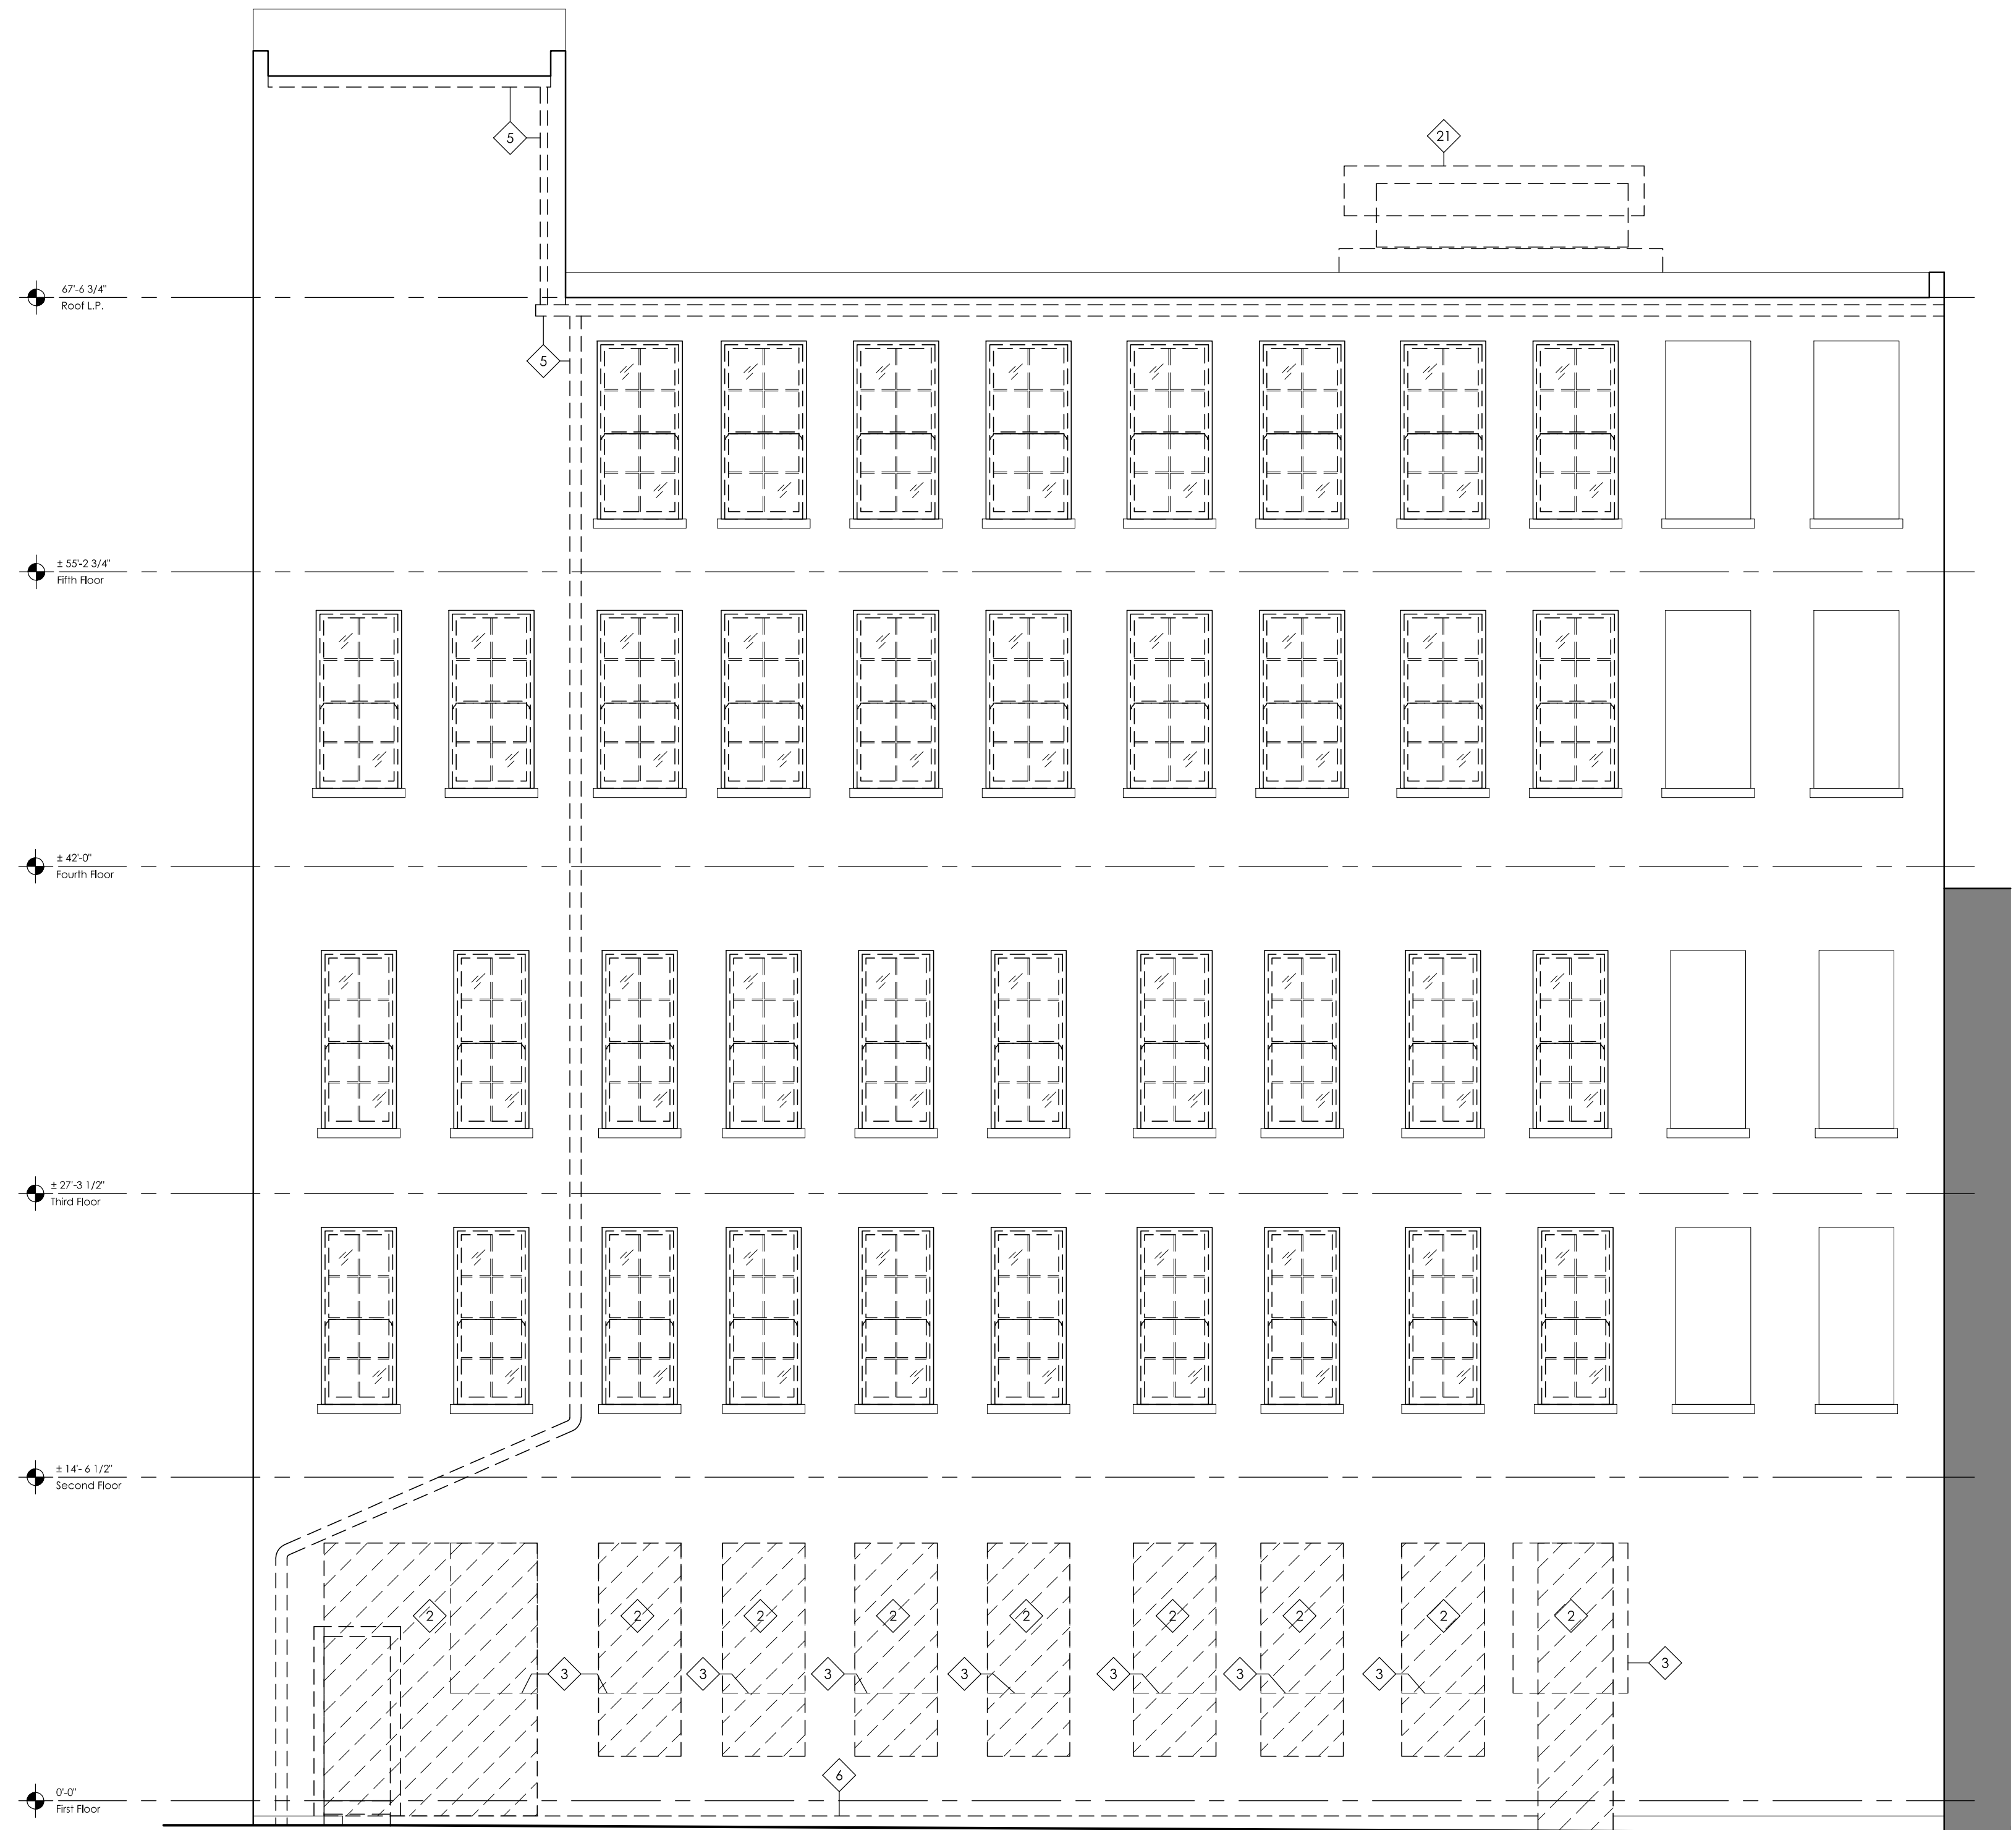 5
21
67'-6 3/4"
Roof L.P.
5
± 55'-2 3/4"
Fifth Floor
± 42'-0"
Fourth Floor
± 27'-3 1/2"
Third Floor
± 14'- 6 1/2"
Second Floor
2
2
2
2
2
2
2
2
2
3
3
3
3
3
3
3
3
6
0'-0"
First Floor